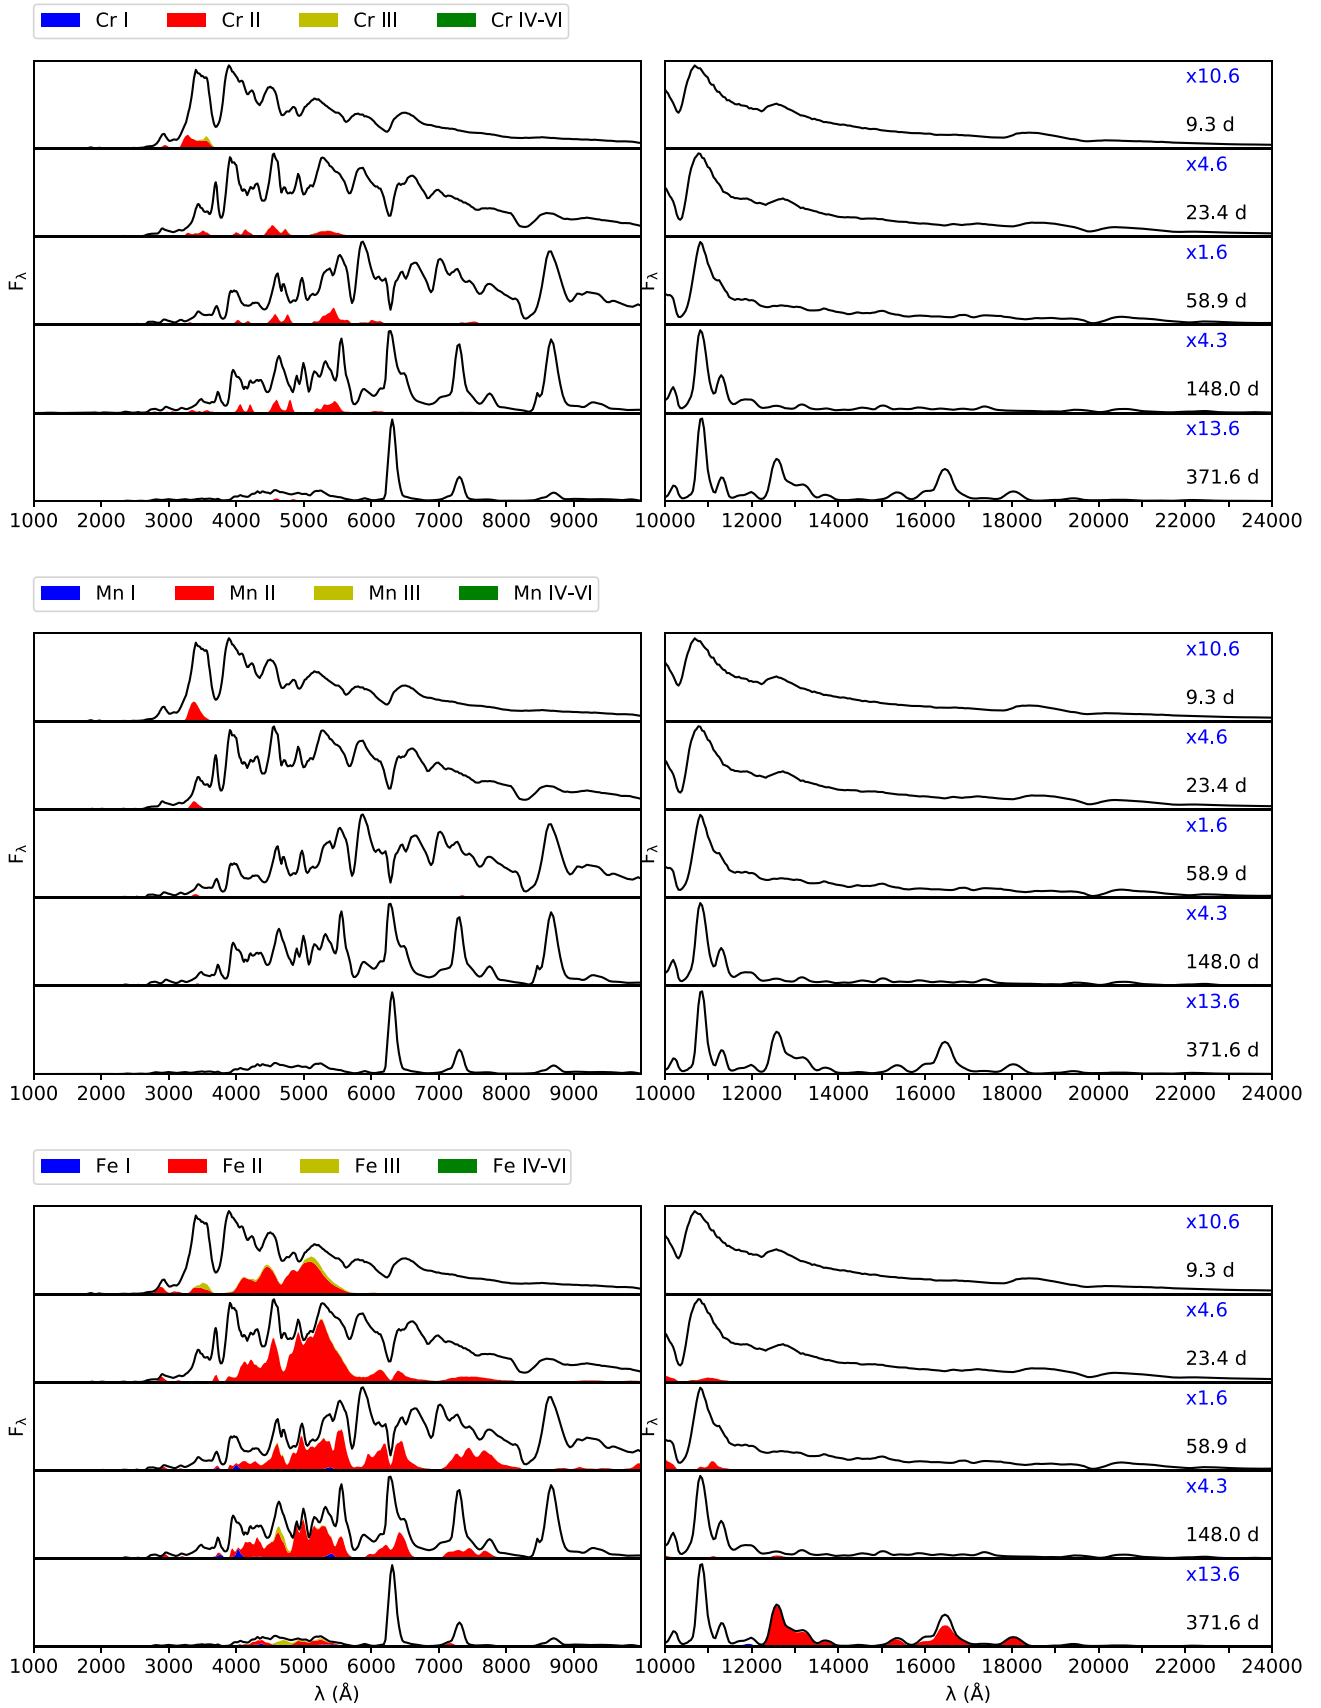 Cr I Cr II Cr III Cr IV-VI
x10.6
9.3 d
x4.6
23.4 d
F_λ F_λ
x1.6
58.9 d
x4.3
148.0 d
x13.6
371.6 d
1000 2000 3000 4000 5000 6000 7000 8000 9000 10000 12000 14000 16000 18000 20000 22000 24000
Mn I Mn II Mn III Mn IV-VI
x10.6
9.3 d
x4.6
23.4 d
F_λ F_λ
x1.6
58.9 d
x4.3
148.0 d
x13.6
371.6 d
1000 2000 3000 4000 5000 6000 7000 8000 9000 10000 12000 14000 16000 18000 20000 22000 24000
Fe I Fe II Fe III Fe IV-VI
x10.6
9.3 d
x4.6
23.4 d
F_λ F_λ
x1.6
58.9 d
x4.3
148.0 d
x13.6
371.6 d
1000 2000 3000 4000 5000 6000 7000 8000 9000 10000 12000 14000 16000 18000 20000 22000 24000
λ (Å) λ (Å)